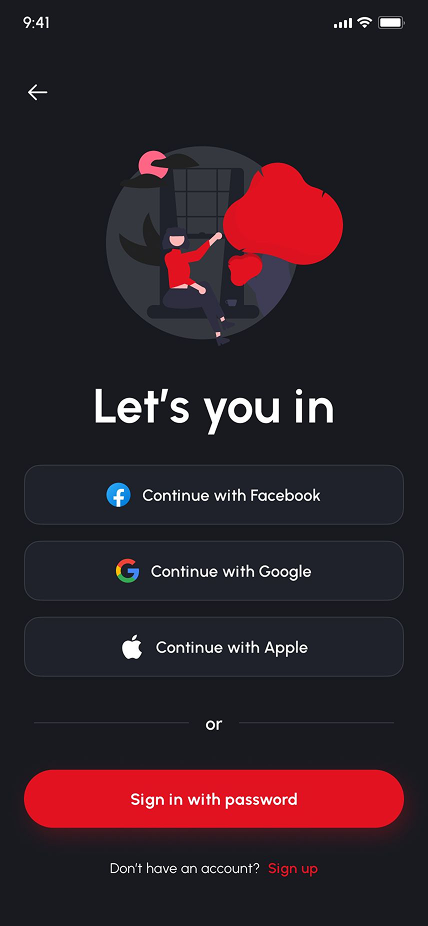 9:41
Let's you in
Continue with Facebook
Continue with Google
Continue with Apple
or
Sign in with password
Don't have an account? Sign up